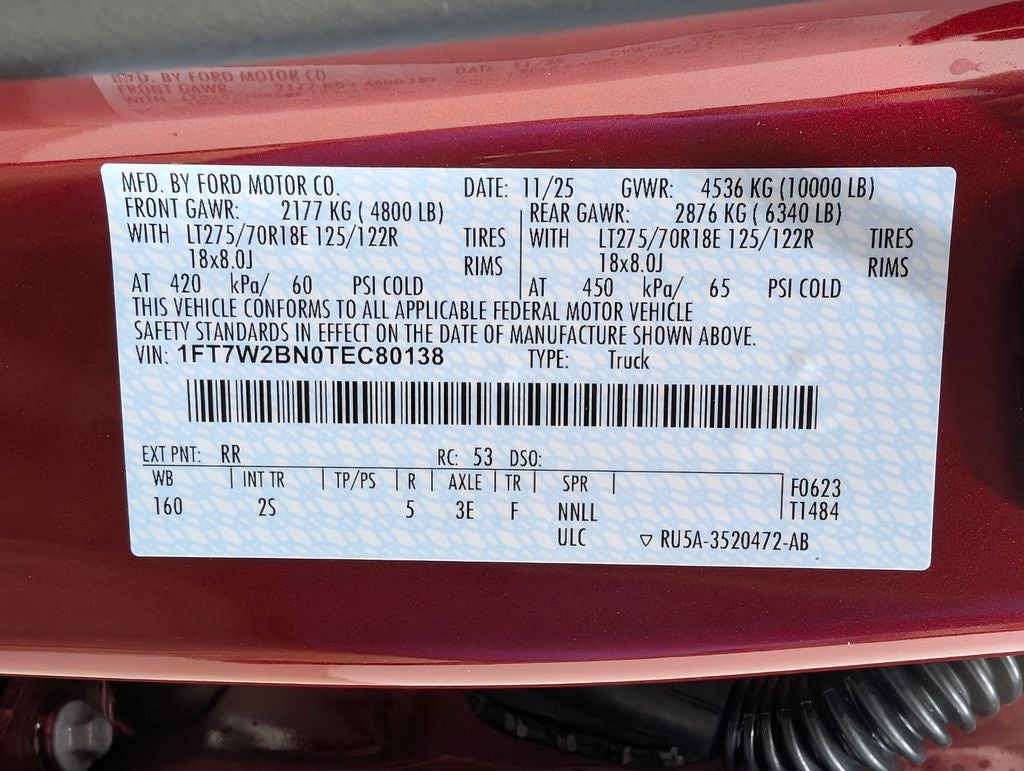 MFD. BY FORD MOTOR CO. DATE: 11/25 GVWR: 4536 KG (10000 LB)
FRONT GAWR: 2177 KG ( 4800 LB) REAR GAWR: 2876 KG ( 6340 LB)
WITH LT275/70R18E 125/122R TIRES WITH LT275/70R18E 125/122R TIRES
18x8.0J RIMS 18x8.0J RIMS
AT 420 kPa/ 60 PSI COLD AT 450 kPa/ 65 PSI COLD
THIS VEHICLE CONFORMS TO ALL APPLICABLE FEDERAL MOTOR VEHICLE
SAFETY STANDARDS IN EFFECT ON THE DATE OF MANUFACTURE SHOWN ABOVE.
VIN: 1FT7W2BN0TEC80138 TYPE: Truck
EXT PNT: RR RC: 53 DSO:
WB INT TR TP/PS R AXLE TR SPR F0623
160 2S 5 3E F NNLL T1484
ULC ▽ RU5A-3520472-AB